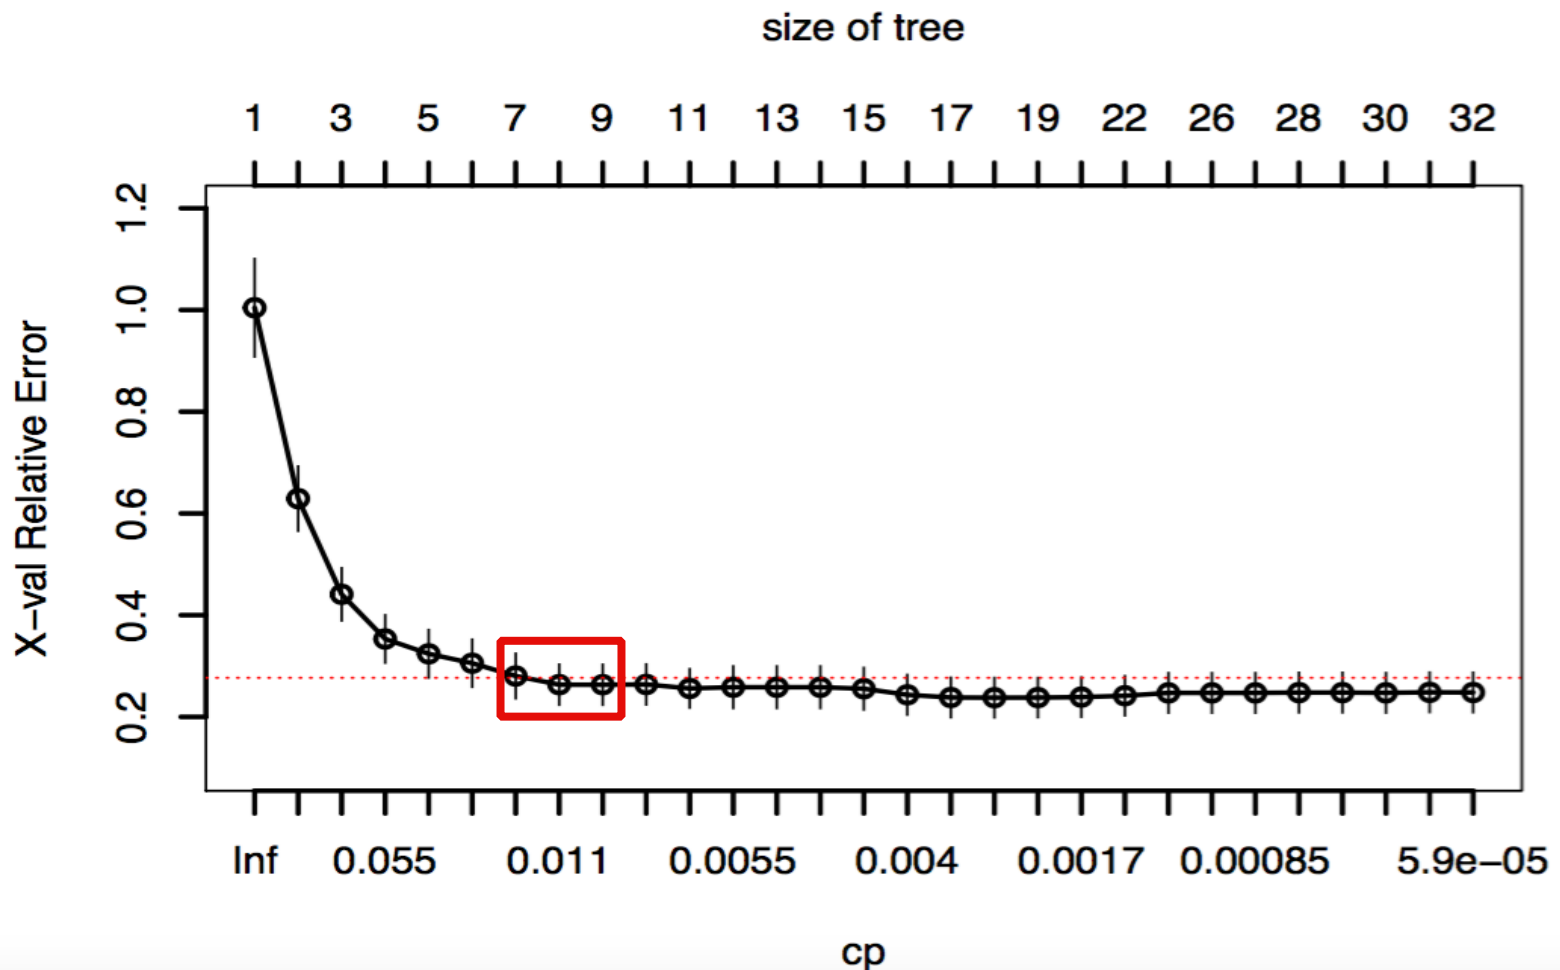 size of tree
1 3 5 7 9 11 13 15 17 19 22 26 28 30 32
X−val Relative Error
1.2
1.0
0.8
0.6
0.4
0.2
Inf 0.055 0.011 0.0055 0.004 0.0017 0.00085 5.9e−05
cp